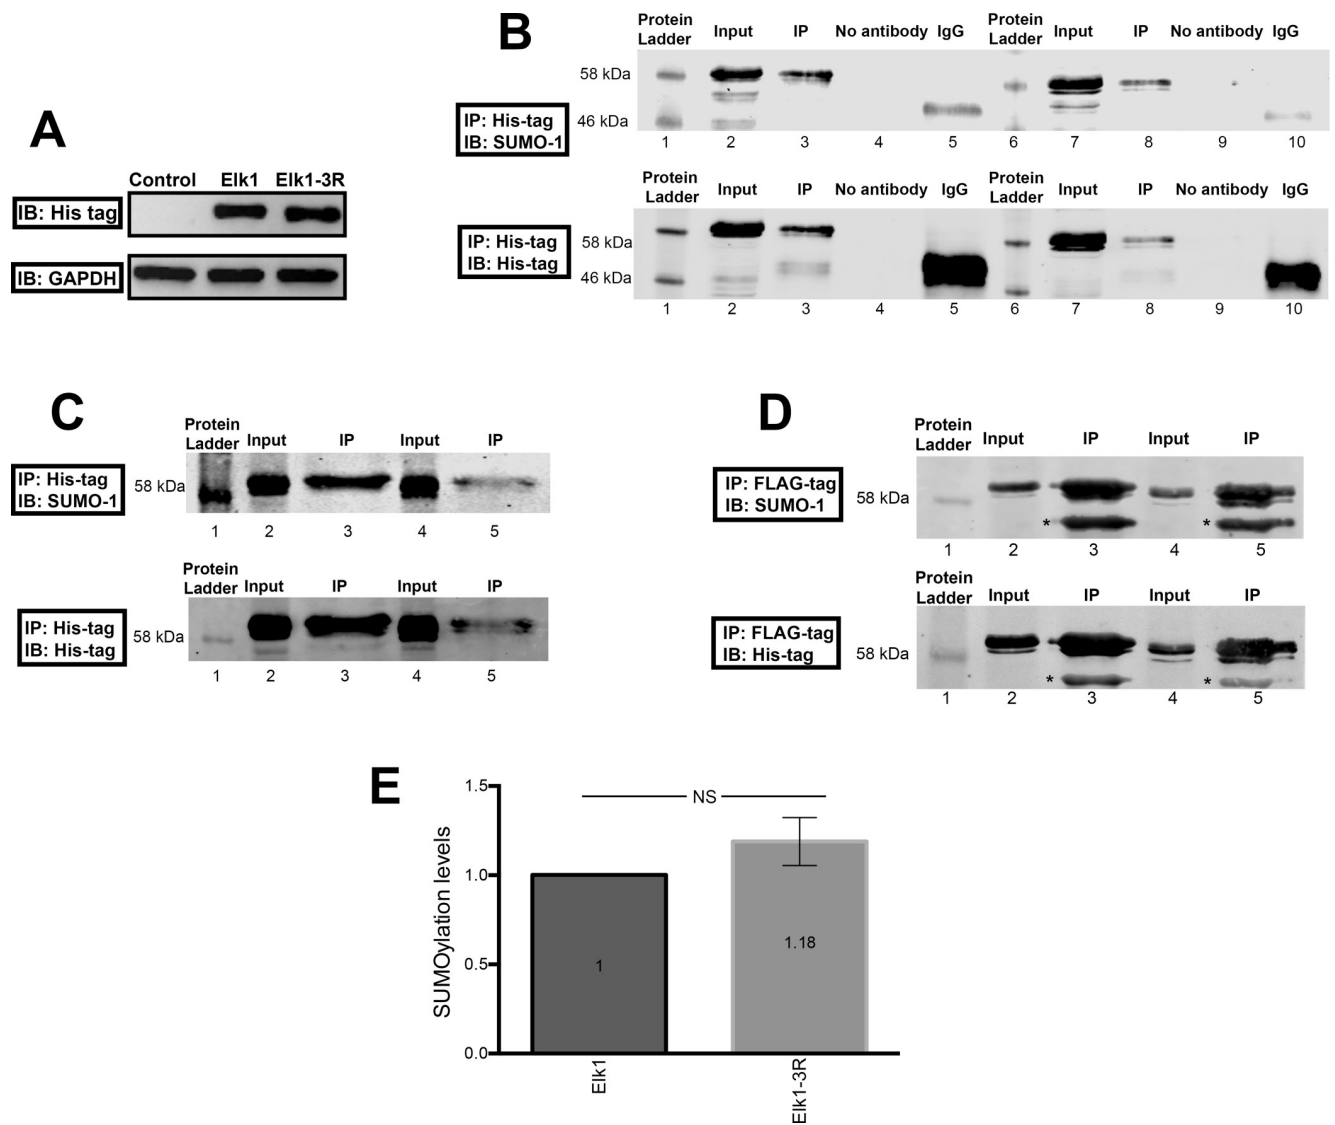 A
Control Elk1 Elk1-3R
IB: His tag
IB: GAPDH
B
Protein Ladder Input IP No antibody IgG Protein Ladder Input IP No antibody IgG
58 kDa
IP: His-tag
IB: SUMO-1
46 kDa
1 2 3 4 5 6 7 8 9 10
Protein Ladder Input IP No antibody IgG Protein Ladder Input IP No antibody IgG
IP: His-tag
IB: His-tag
58 kDa
46 kDa
1 2 3 4 5 6 7 8 9 10
C
Protein Ladder Input IP Input IP
IP: His-tag
IB: SUMO-1
58 kDa
1 2 3 4 5
Protein Ladder Input IP Input IP
IP: His-tag
IB: His-tag
58 kDa
1 2 3 4 5
D
Protein Ladder Input IP Input IP
IP: FLAG-tag
IB: SUMO-1
58 kDa
* *
1 2 3 4 5
Protein Ladder Input IP Input IP
IP: FLAG-tag
IB: His-tag
58 kDa
* *
1 2 3 4 5
E
SUMOylation levels
1.5
1.0
0.5
0.0
NS
1
1.18
Elk1
Elk1-3R